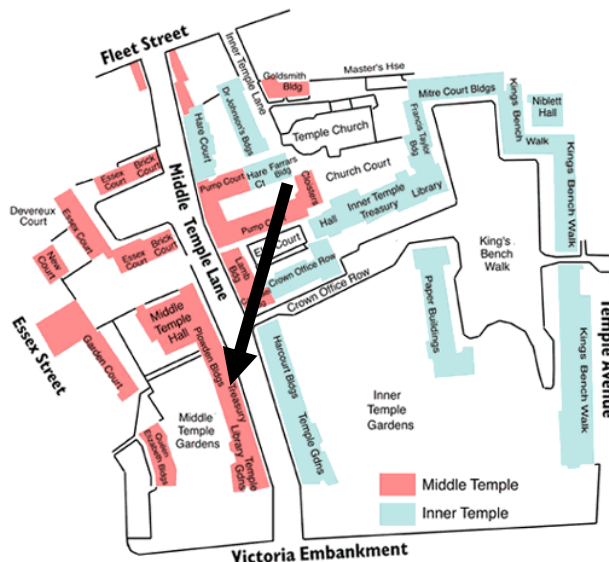 Fleet Street
Inner Temple Lane
Goldsmith
Bldg
Master's Hse
Mitre Court Bldgs
Kings Bench
Walk
Niblett
Hall
Hare Court
Dr Johnson's Bldgs
Temple Church
Francis Taylor
Bldg
Essex
Court
Brick
Court
Middle Temple Lane
Pump Court
Hare
Ct
Farrars
Bldg
Cloisters
Church Court
Kings Bench Walk
Devereux
Court
Essex Court
Pump Court
Hall
Inner Temple
Treasury
Library
New Court
Essex
Court
Brick
Court
Lamb
Bldg
Court
Crown Office Row
Crown Office Row
King's
Bench
Walk
Essex Street
Garden Court
Middle
Temple
Hall
Plowden Bldgs
Treasury
Library
Temple
Gdns
Harcourt Bldgs
Temple
Gdns
Paper Buildings
Kings Bench Walk
Temple Avenue
Middle
Temple
Gardens
Inner
Temple
Gardens
Queen
Elizabeth Bldgs
Middle Temple
Inner Temple
Victoria Embankment